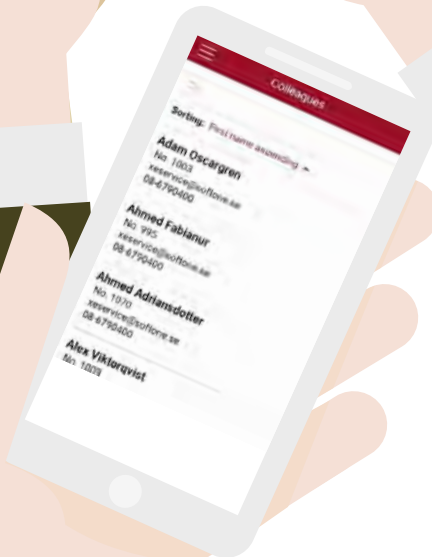 Colleagues
Sorting: First name ascending
Adam Oscargren
No. 1003
xeservice@softone.se
08-6790400
Ahmed Fabianur
No. 995
xeservice@softone.se
08-6790400
Ahmed Adriansdotter
No. 1070
xeservice@softone.se
08-6790400
Alex Viktorqvist
No. 1009